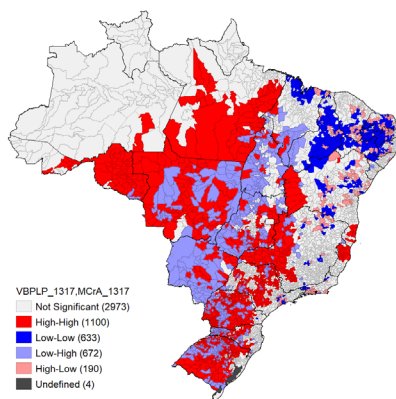 VBPLP_1317,MCrA_1317
Not Significant (2973)
High-High (1100)
Low-Low (633)
Low-High (672)
High-Low (190)
Undefined (4)